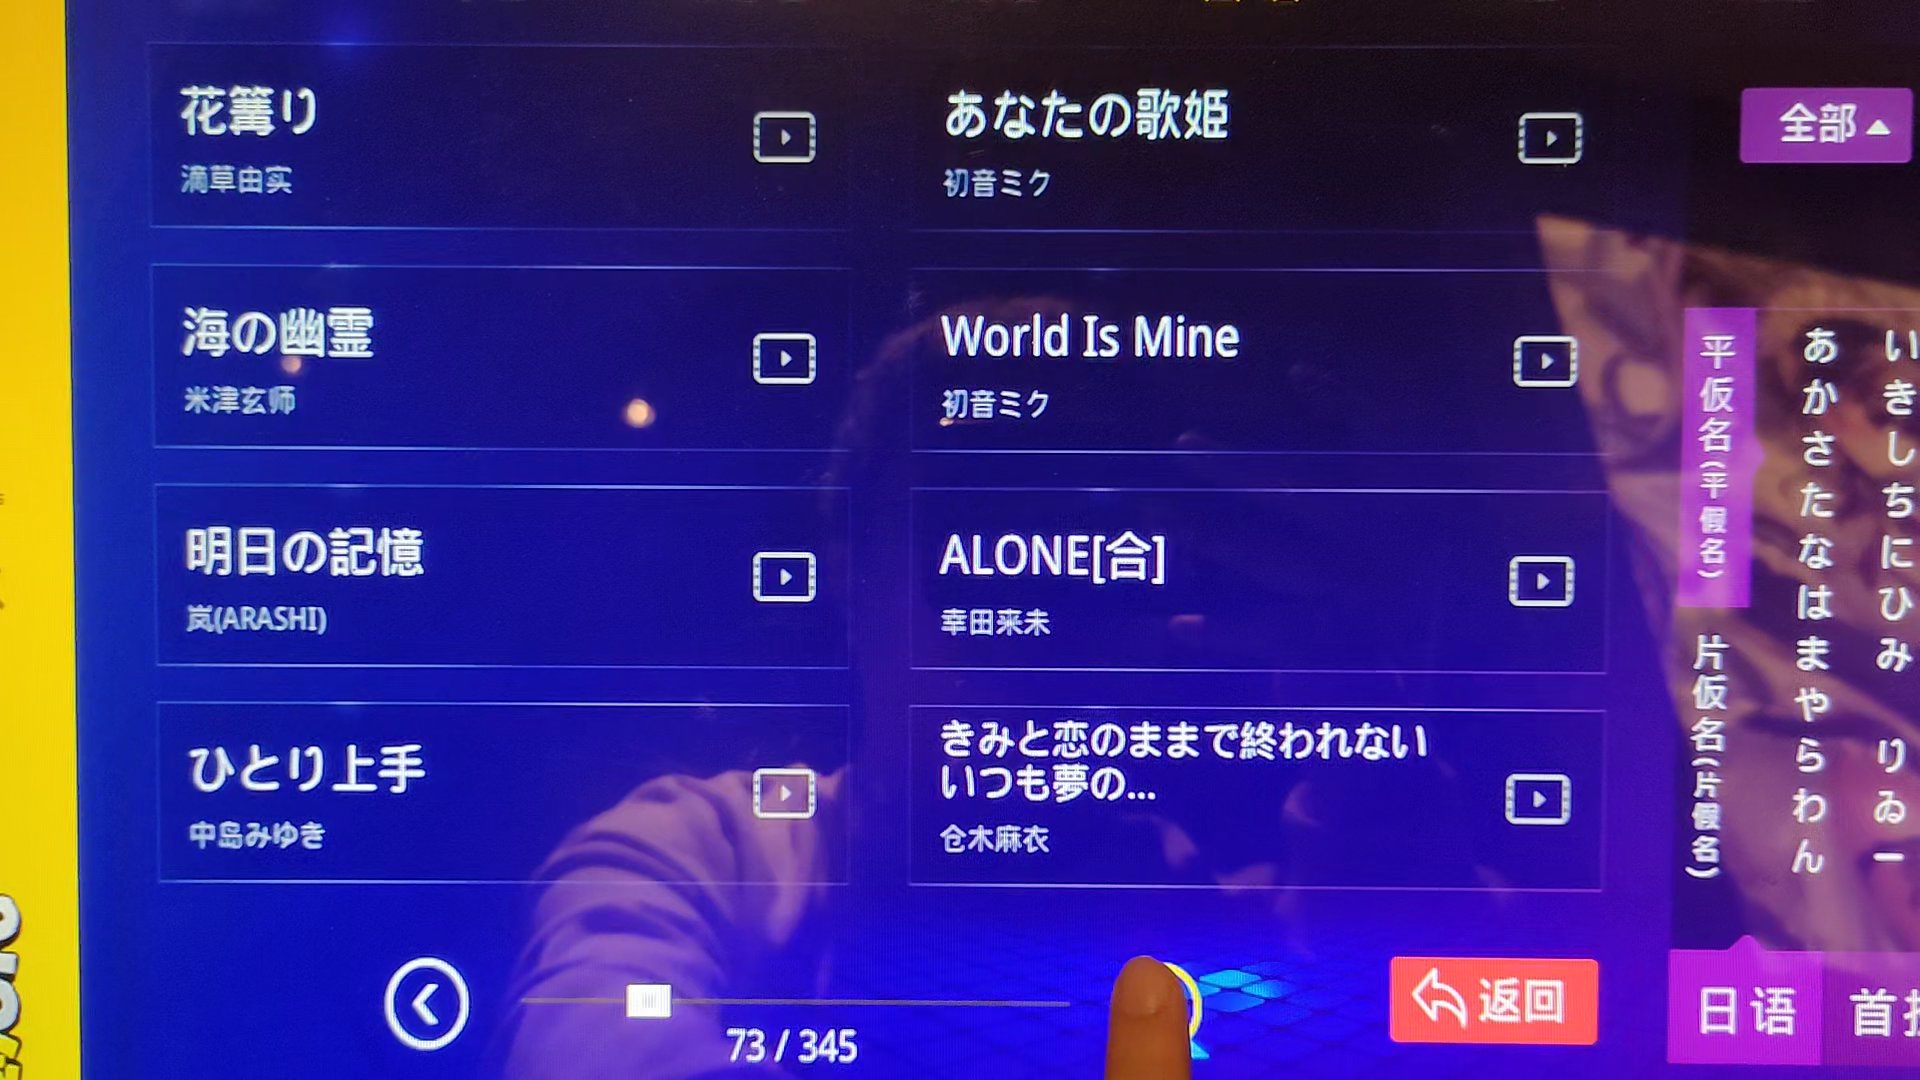 花篝り
滴草由实
あなたの歌姫
初音ミク
全部
海の幽霊
米津玄师
World Is Mine
初音ミク
明日の記憶
岚(ARASHI)
ALONE[合]
幸田来未
ひとり上手
中岛みゆき
きみと恋のままで終われない
いつも夢の...
仓木麻衣
平仮名(平假名)
片仮名(片假名)
あかさたなはまやらわん
いきしちにひみ りゐー
73 / 345
返回
日语
首